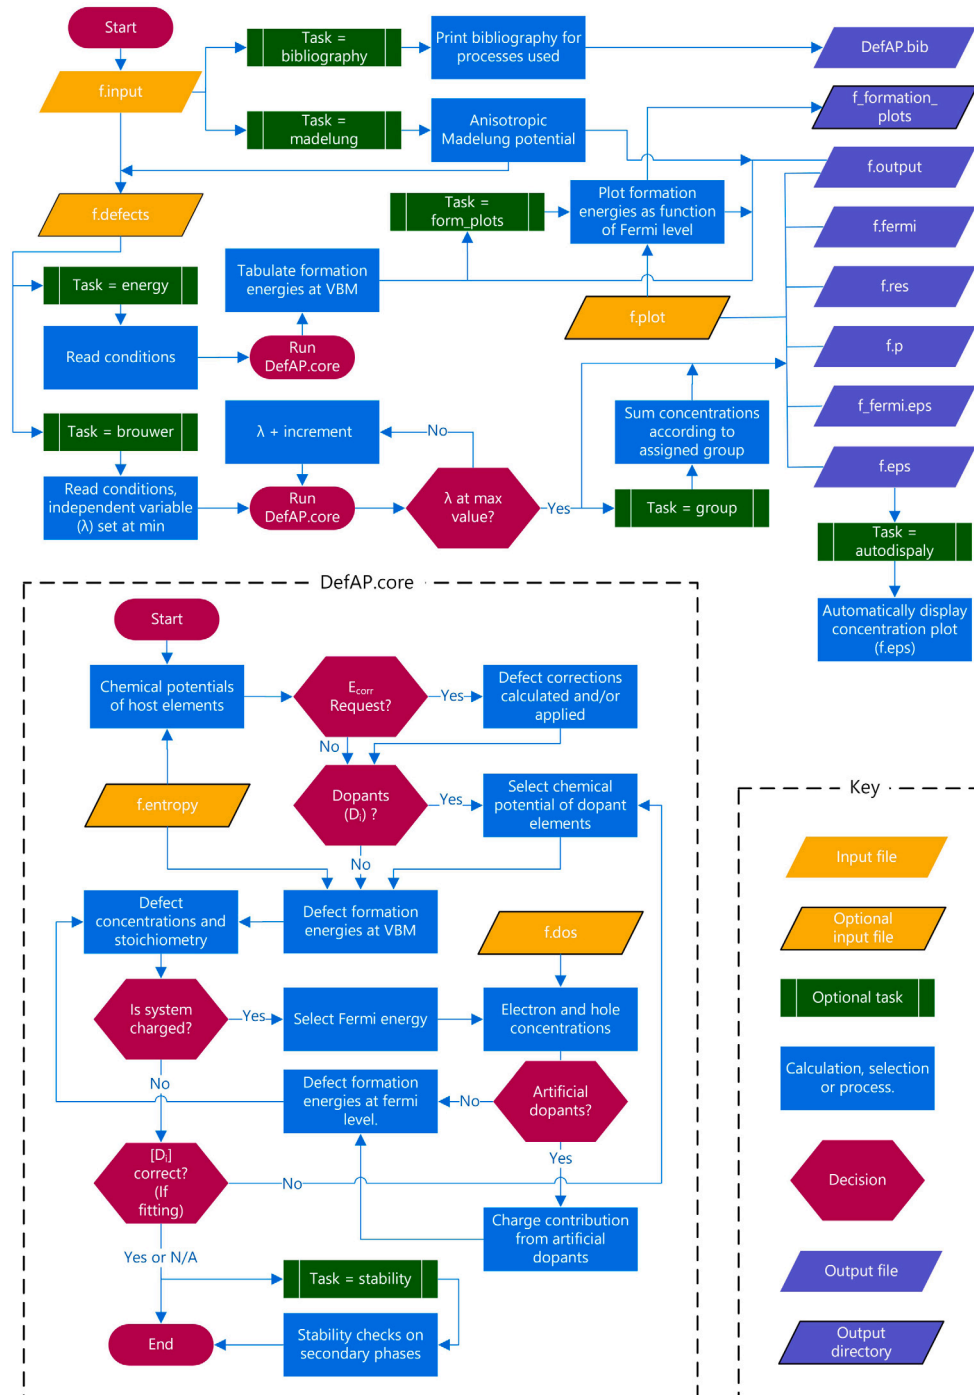 Start
f.input
Task =
bibliography
Print bibliography for
processes used
DefAP.bib
Task =
madelung
Anisotropic
Madelung potential
f_formation_
plots
f.output
f.defects
Task =
form_plots
Plot formation
energies as function
of Fermi level
f.fermi
Task = energy
Tabulate formation
energies at VBM
f.res
f.plot
Read conditions
Run
DefAP.core
f.p
f_fermi.eps
Task = brouwer
λ + increment
No
Sum concentrations
according to
assigned group
f.eps
Read conditions,
independent variable
(λ) set at min
Run
DefAP.core
λ at max
value?
Yes
Task = group
Task =
autodispaly
Automatically display
concentration plot
(f.eps)
DefAP.core
Start
Chemical potentials
of host elements
Ecorr
Request?
Yes
Defect corrections
calculated and/or
applied
No
f.entropy
Dopants
(Di) ?
Yes
Select chemical
potential of dopant
elements
No
Defect
concentrations and
stoichiometry
Defect formation
energies at VBM
f.dos
Is system
charged?
Yes
Select Fermi energy
Electron and hole
concentrations
No
Defect formation
energies at fermi
level.
No
Artificial
dopants?
Yes
[Di]
correct?
(If
fitting)
No
Charge contribution
from artificial
dopants
Yes or N/A
Task = stability
End
Stability checks on
secondary phases
Key
Input file
Optional
input file
Optional task
Calculation, selection
or process.
Decision
Output file
Output
directory